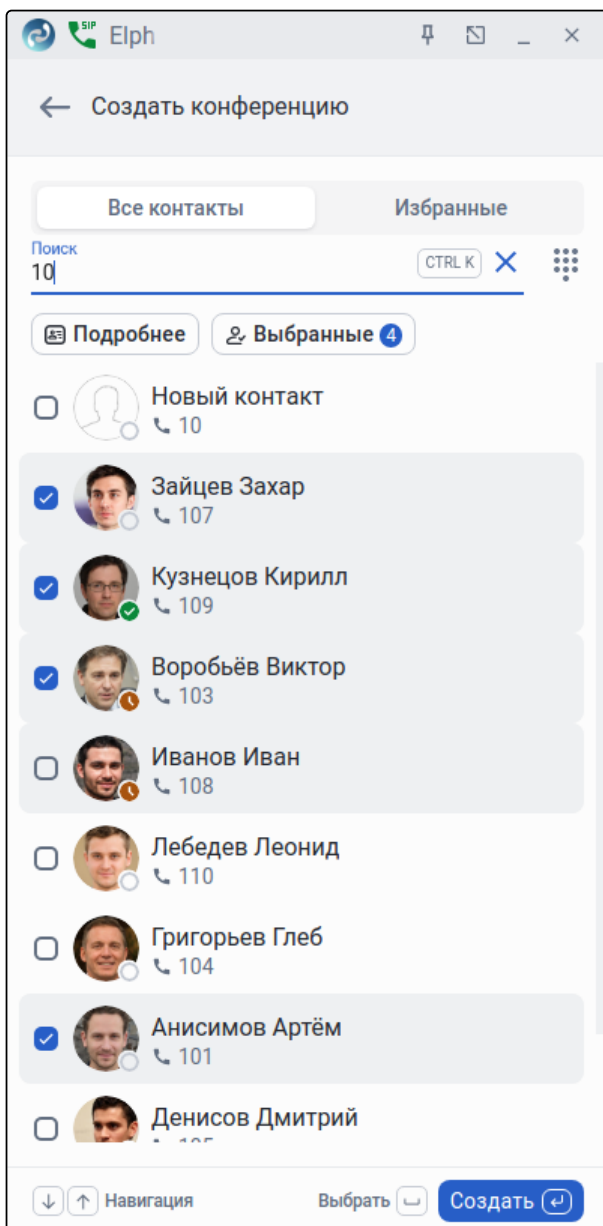 SIP
Elph
Создать конференцию
Все контакты Избранные
Поиск
10 CTRL K
Подробнее Выбранные 4
Новый контакт
10
Зайцев Захар
107
Кузнецов Кирилл
109
Воробьёв Виктор
103
Иванов Иван
108
Лебедев Леонид
110
Григорьев Глеб
104
Анисимов Артём
101
Денисов Дмитрий
Навигация Выбрать Создать